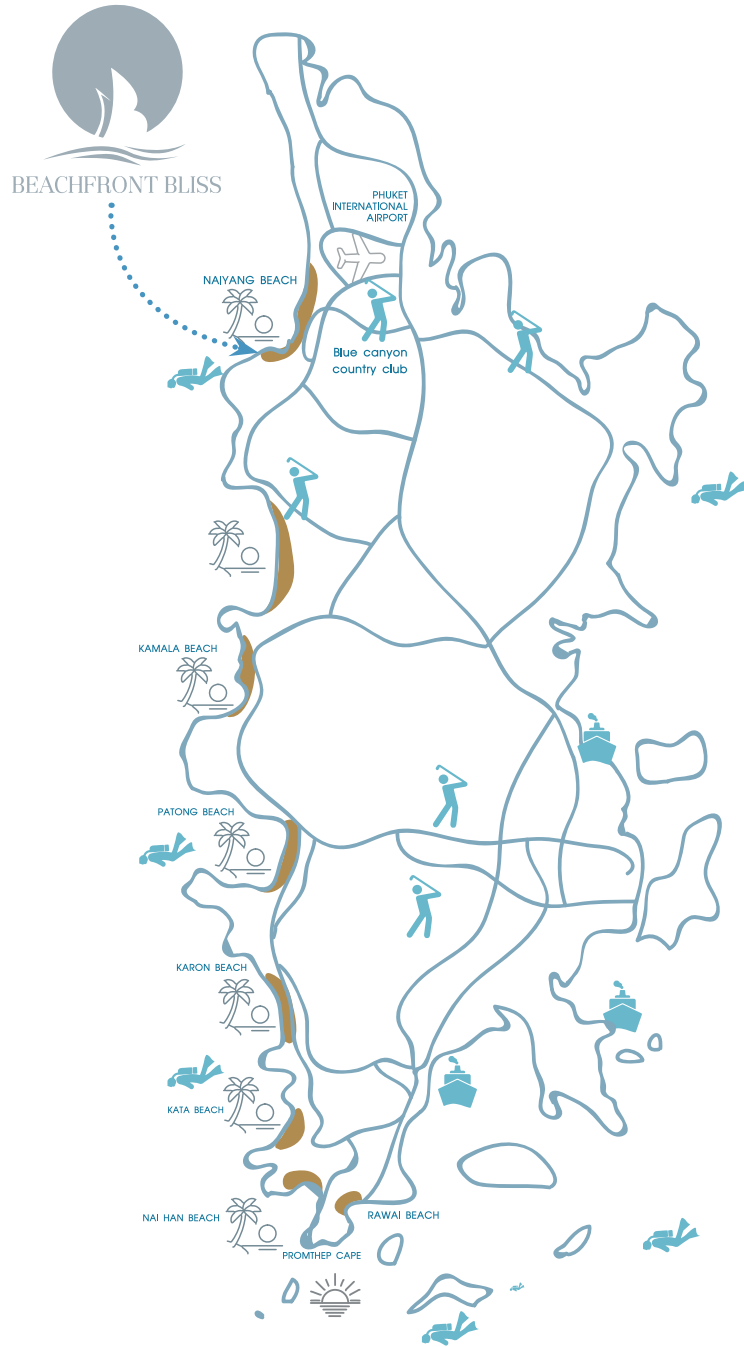 BEACHFRONT BLISS
PHUKET
INTERNATIONAL
AIRPORT
NAIYANG BEACH
Blue canyon
country club
KAMALA BEACH
PATONG BEACH
KARON BEACH
KATA BEACH
NAI HAN BEACH
RAWAI BEACH
PROMTHEP CAPE